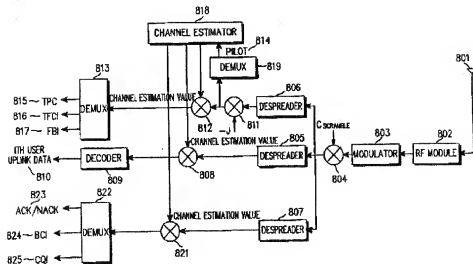 818
CHANNEL ESTIMATOR
814
PILOT
DEMUX
819
801
813
815~TPC
816~TFCI
817~FBI
DEMUX
CHANNEL ESTIMATION VALUE
812
-J
811
806
DESPREADER
CSCRAMBLE
803
802
804
MODULATOR
RF MODULE
ITH USER
UPLINK DATA
810
DECODER
809
CHANNEL ESTIMATION VALUE
808
805
DESPREADER
823
ACK/NACK
822
824~BCI
825~CQI
DEMUX
CHANNEL ESTIMATION VALUE
821
807
DESPREADER